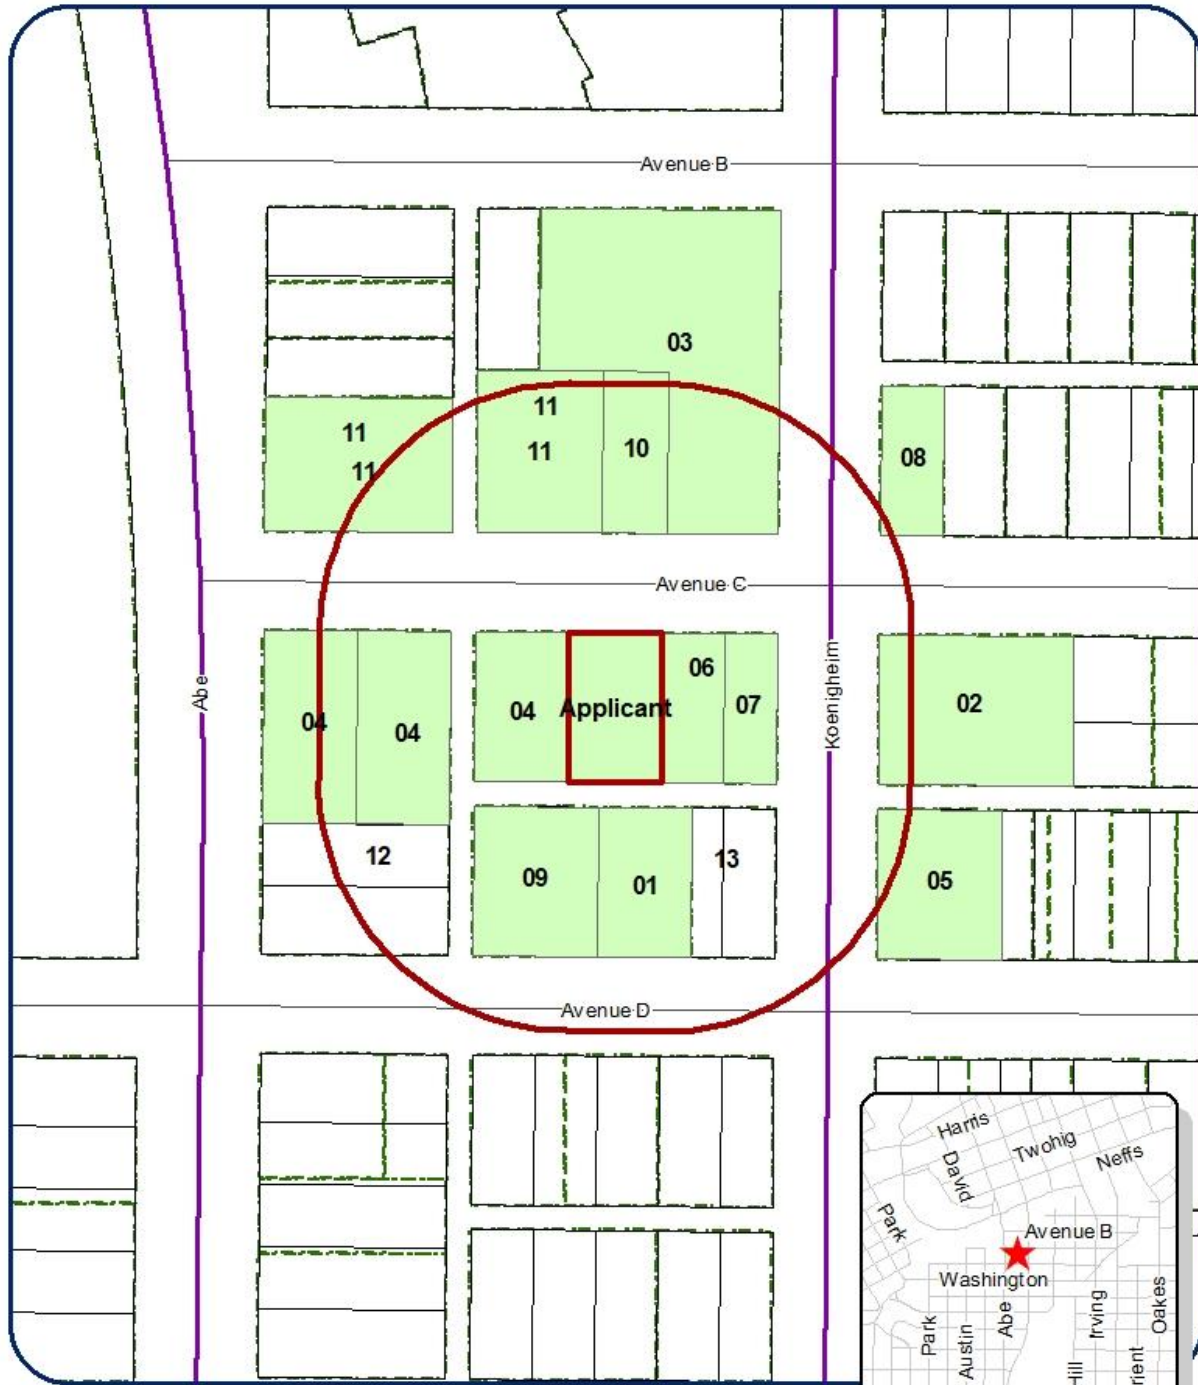 Avenue B
03
11
11
10
11
11
08
Avenue C
Abe
Koenigheim
04
04
04
Applicant
06
07
02
12
09
01
13
05
Avenue D
Harris
David
Twohig
Neffs
Park
Avenue B
Washington
Park
Austin
Abe
Irving
Oakes